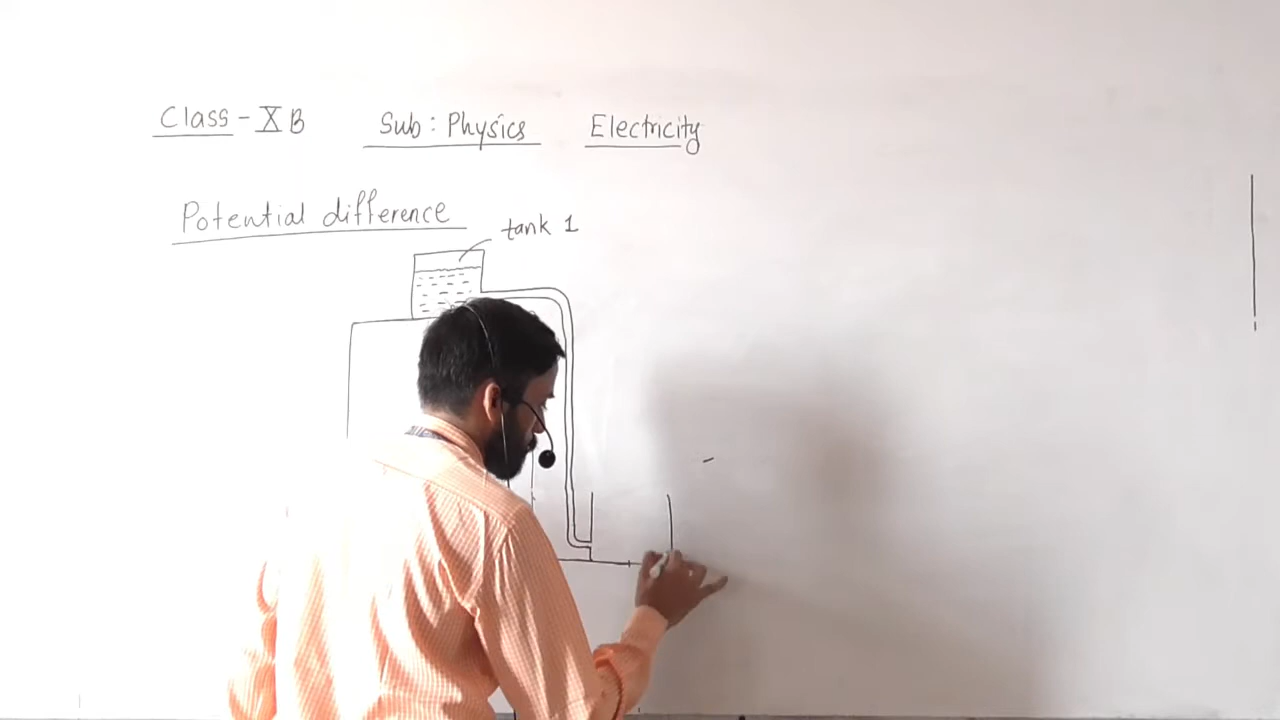 Class - X B Sub: Physics Electricity
Potential difference
tank 1